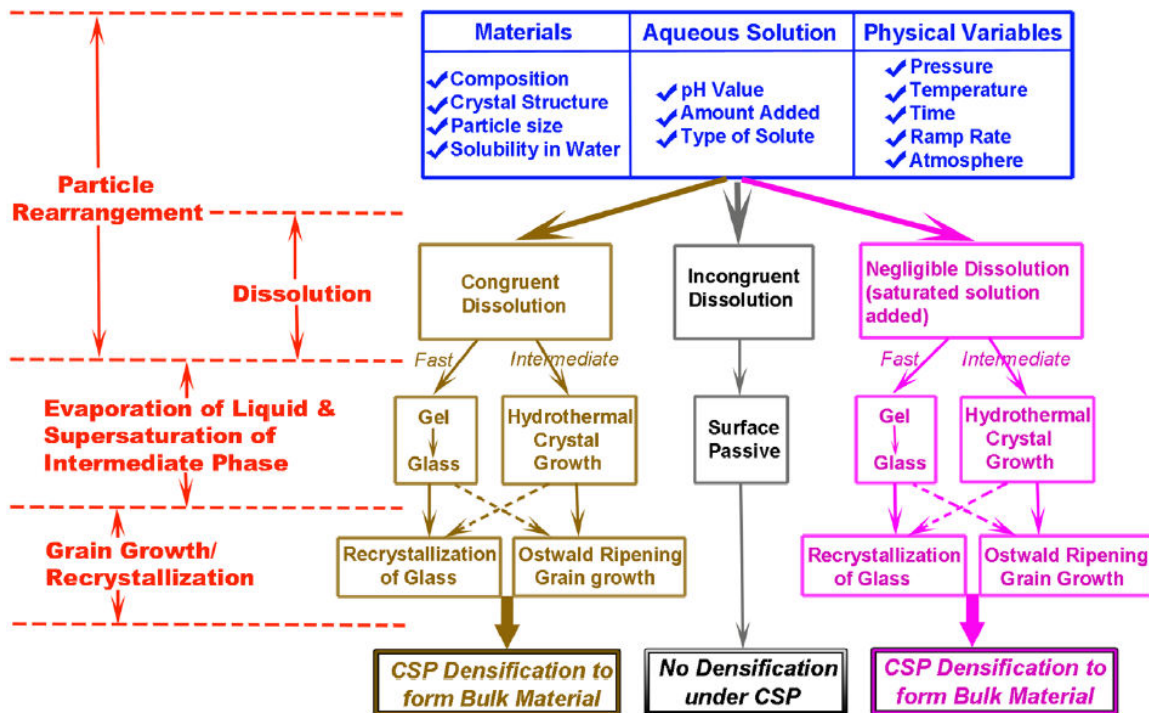 Materials
Composition
Crystal Structure
Particle size
Solubility in Water
Aqueous Solution
pH Value
Amount Added
Type of Solute
Physical Variables
Pressure
Temperature
Time
Ramp Rate
Atmosphere
Particle
Rearrangement
Dissolution
Evaporation of Liquid &
Supersaturation of
Intermediate Phase
Grain Growth/
Recrystallization
Congruent
Dissolution
Fast
Intermediate
Gel
Glass
Hydrothermal
Crystal
Growth
Recrystallization
of Glass
Ostwald Ripening
Grain growth
CSP Densification to
form Bulk Material
Incongruent
Dissolution
Surface
Passive
No Densification
under CSP
Negligible Dissolution
(saturated solution
added)
Fast
Intermediate
Gel
Glass
Hydrothermal
Crystal
Growth
Recrystallization
of Glass
Ostwald Ripening
Grain Growth
CSP Densification to
form Bulk Material